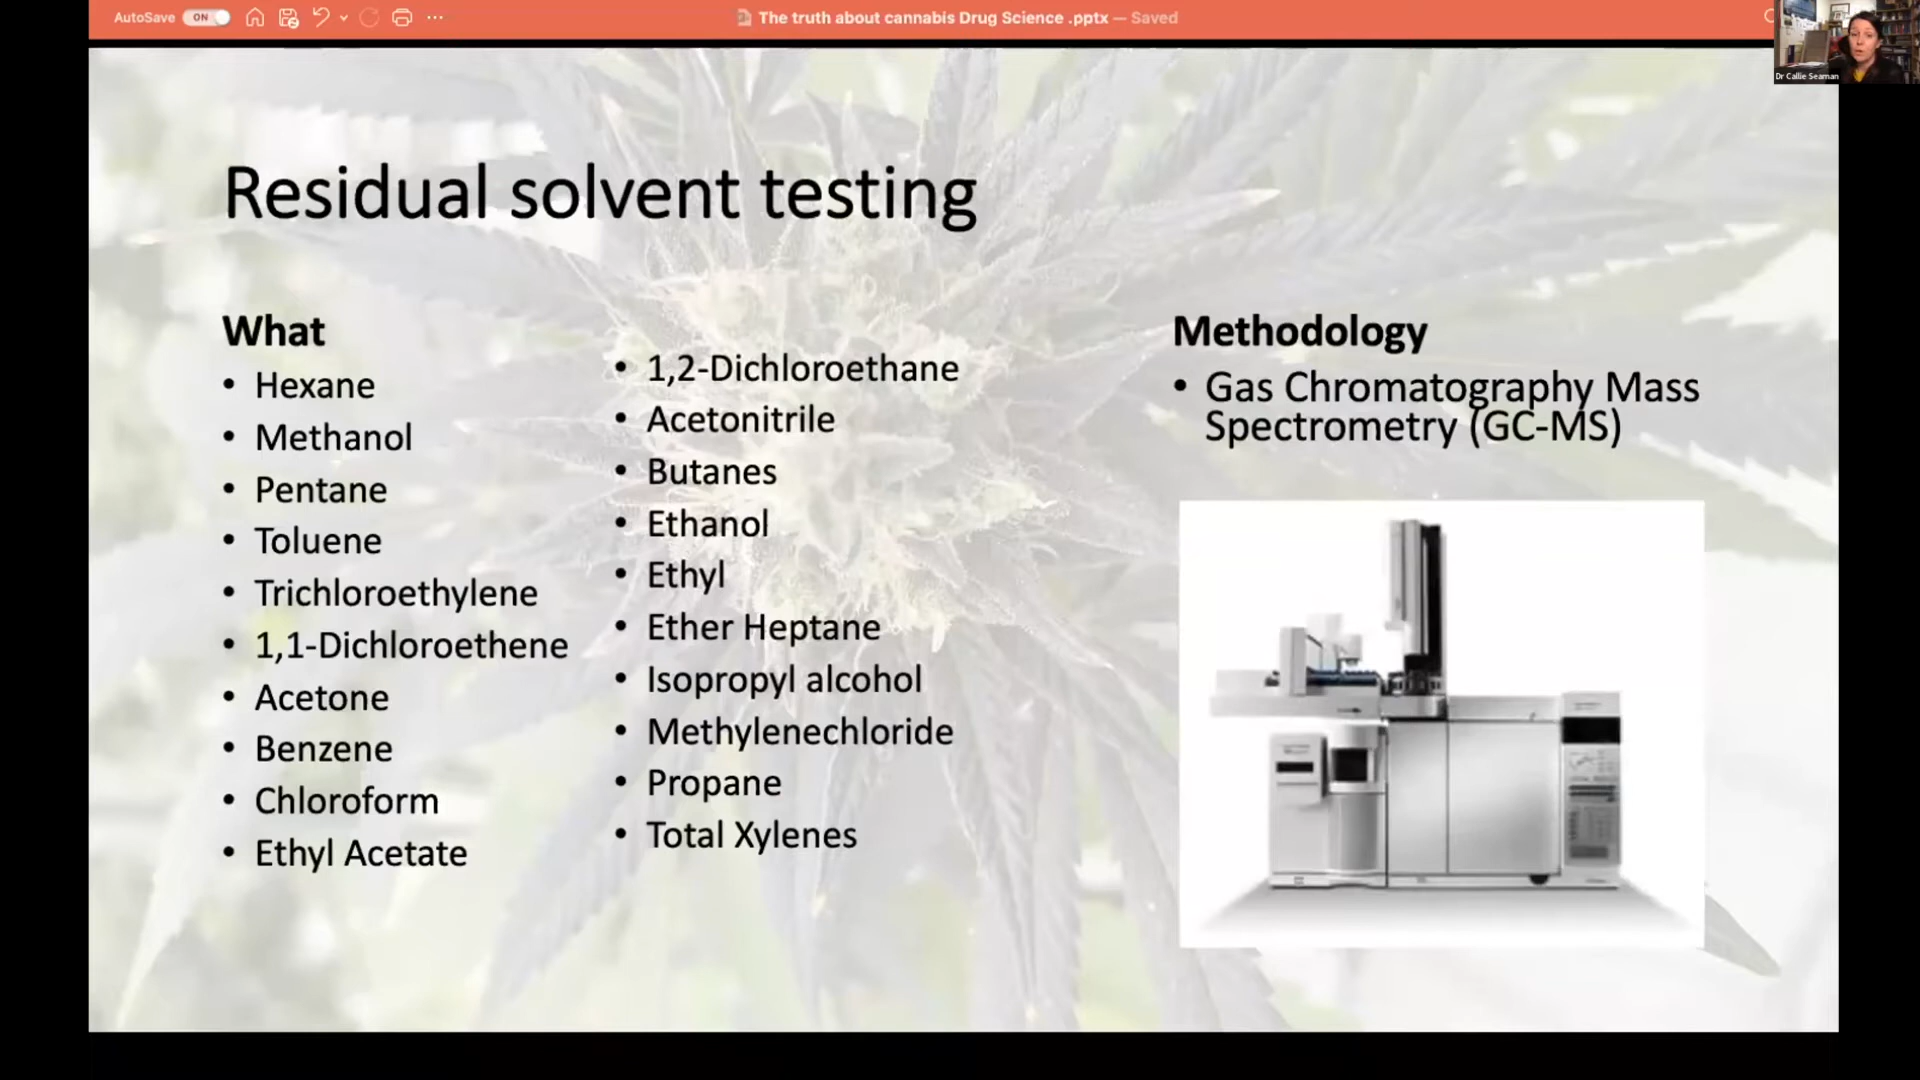 AutoSave ON
The truth about cannabis Drug Science .pptx — Saved
Dr Callie Seaman
Residual solvent testing
What
• Hexane
• Methanol
• Pentane
• Toluene
• Trichloroethylene
• 1,1-Dichloroethene
• Acetone
• Benzene
• Chloroform
• Ethyl Acetate
• 1,2-Dichloroethane
• Acetonitrile
• Butanes
• Ethanol
• Ethyl
• Ether Heptane
• Isopropyl alcohol
• Methylenechloride
• Propane
• Total Xylenes
Methodology
• Gas Chromatography Mass
Spectrometry (GC-MS)